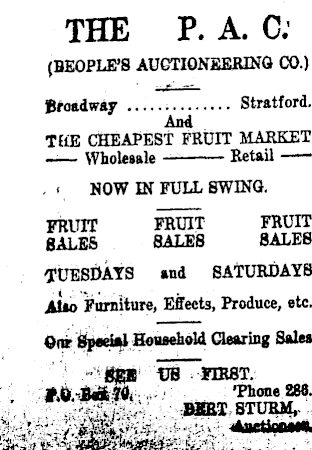 THE P. A. C.
(BEOPLE'S AUCTIONEERING CO.)
Broadway ............. Stratford.
And
THE CHEAPEST FRUIT MARKET
—— Wholesale —— Retail ——
NOW IN FULL SWING.
FRUIT FRUIT FRUIT
SALES SALES SALES
TUESDAYS and SATURDAYS
Also Furniture, Effects, Produce, etc.
Our Special Household Clearing Sales
SEE US FIRST.
P.O. Box 70. 'Phone 286.
BERT STURM,
Auctioneer.